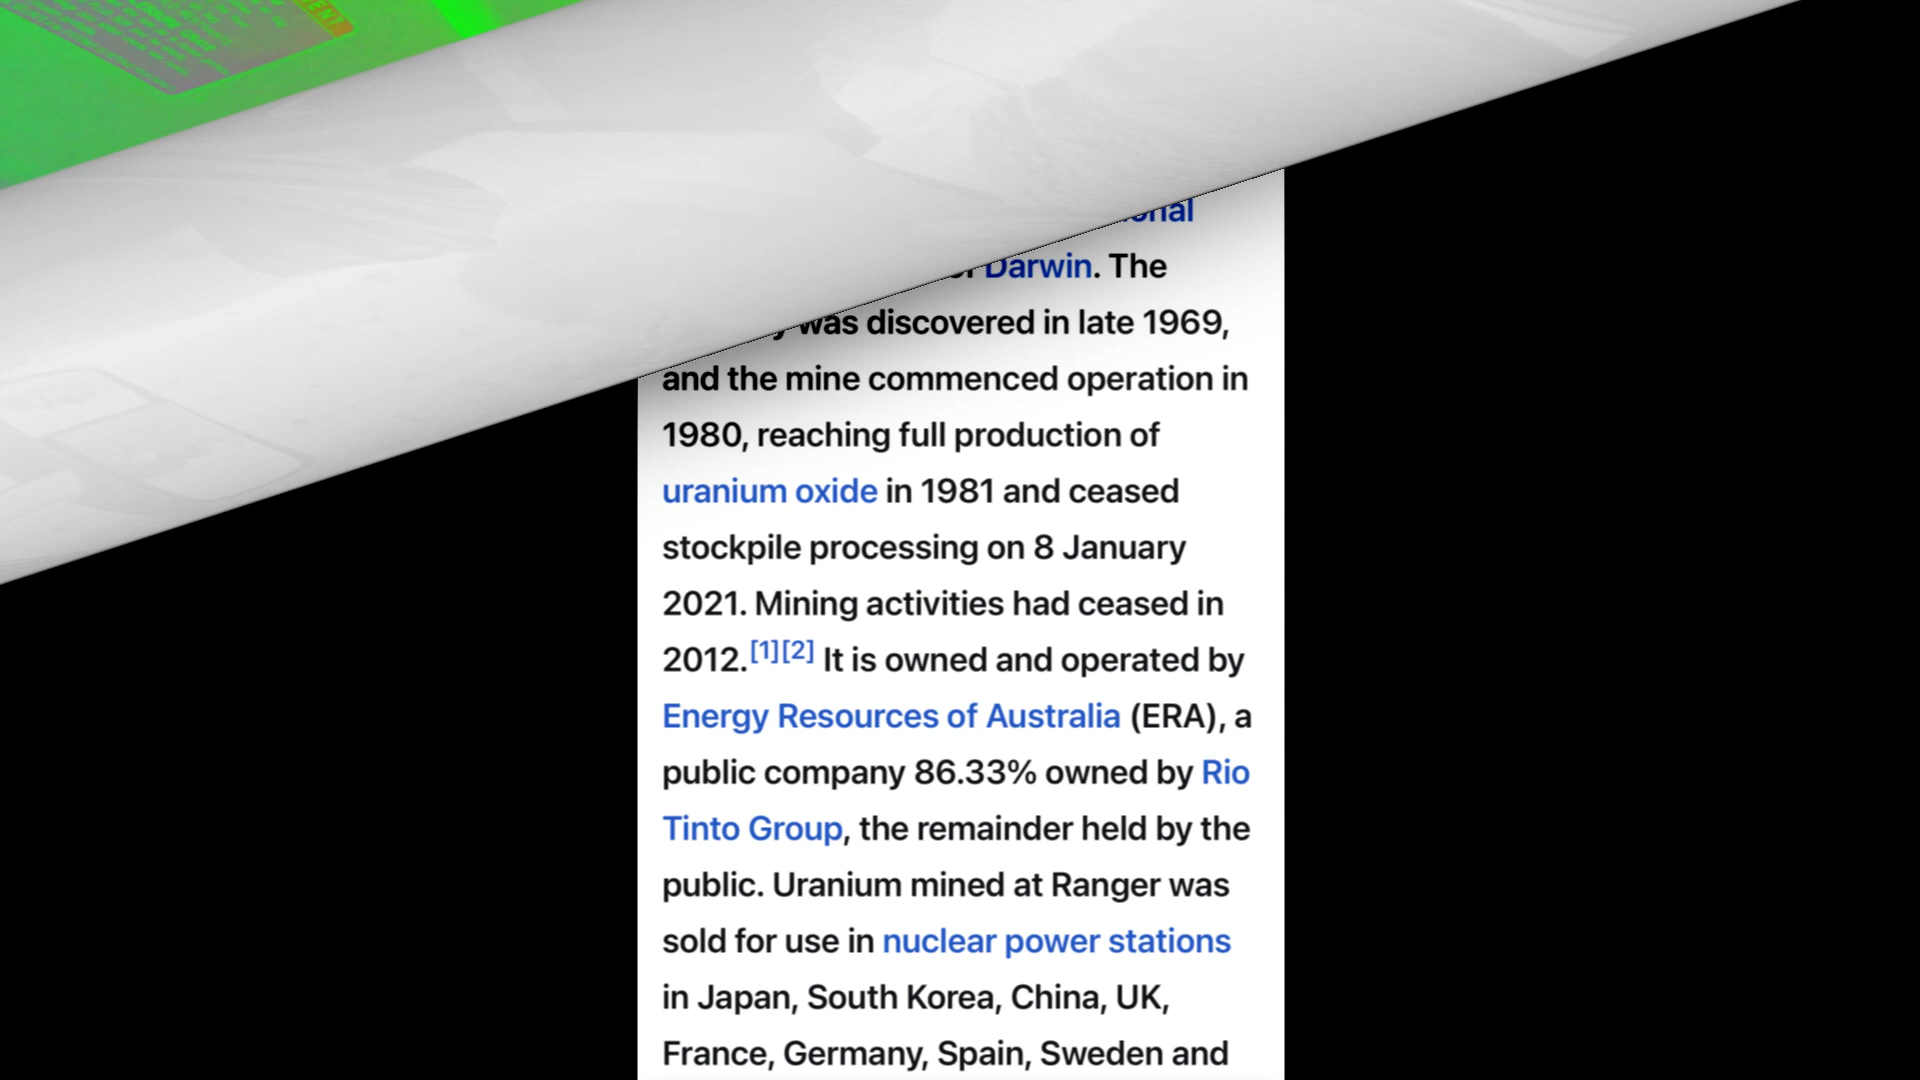 Darwin. The
was discovered in late 1969,
and the mine commenced operation in
1980, reaching full production of
uranium oxide in 1981 and ceased
stockpile processing on 8 January
2021. Mining activities had ceased in
2012.[1][2] It is owned and operated by
Energy Resources of Australia (ERA), a
public company 86.33% owned by Rio
Tinto Group, the remainder held by the
public. Uranium mined at Ranger was
sold for use in nuclear power stations
in Japan, South Korea, China, UK,
France, Germany, Spain, Sweden and